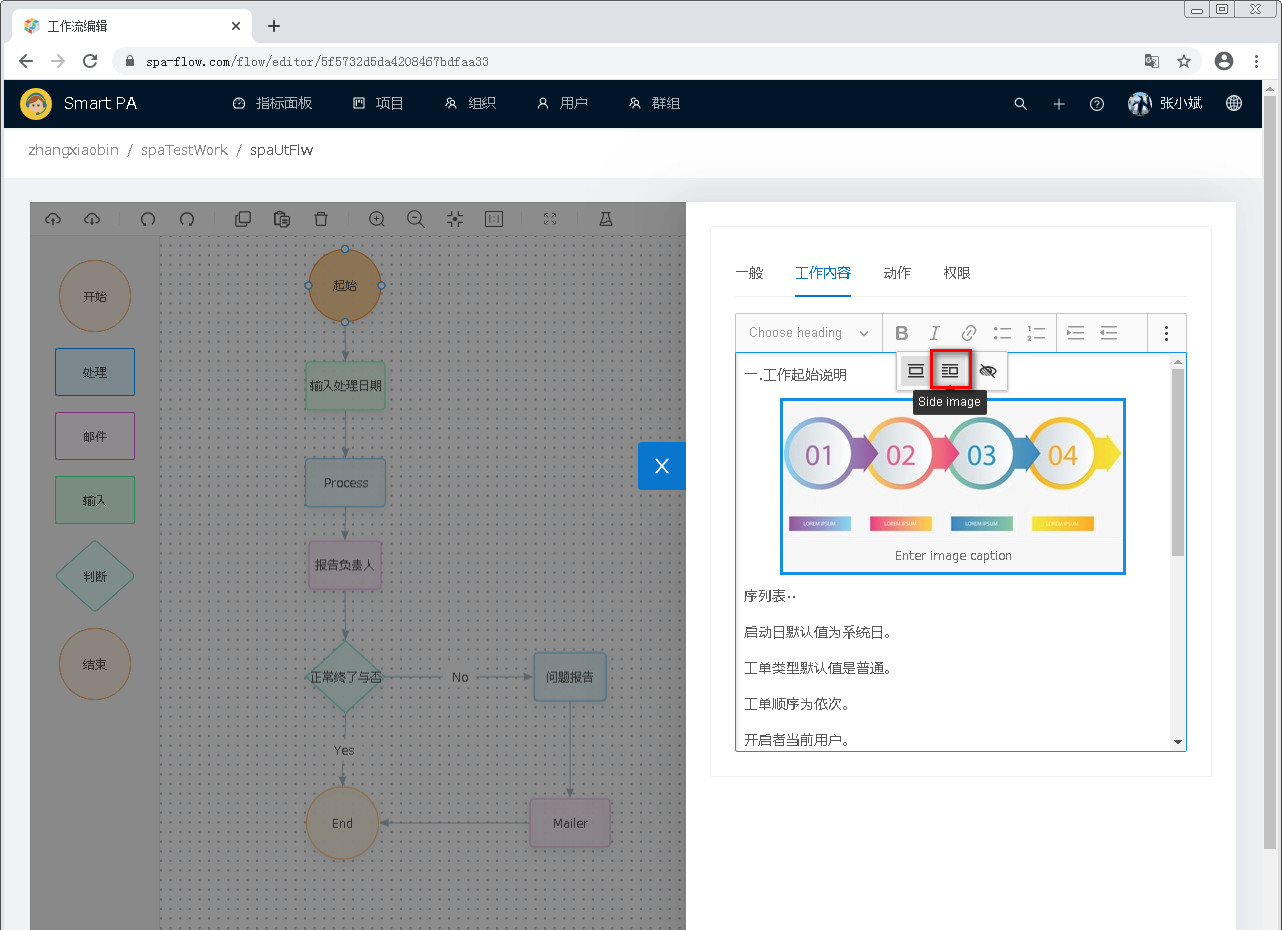 工作流编辑
spa-flow.com/flow/editor/5f5732d5da4208467bdfaa33
Smart PA 指标面板 项目 组织 用户 群组 张小斌
zhangxiaobin / spaTestWork / spaUtFlw
开始
处理
邮件
输入
判断
结束
起始
输入处理日期
Process
报告负责人
正常终了与否
No
问题报告
Yes
End
Mailer
X
一般 工作内容 动作 权限
Choose heading
B I
一.工作起始说明
Side image
01 02 03 04
LOREM IPSUM LOREM IPSUM LOREM IPSUM LOREM IPSUM
Enter image caption
序列表··
启动日默认值为系统日。
工单类型默认值是普通。
工单顺序为依次。
开启者当前用户。